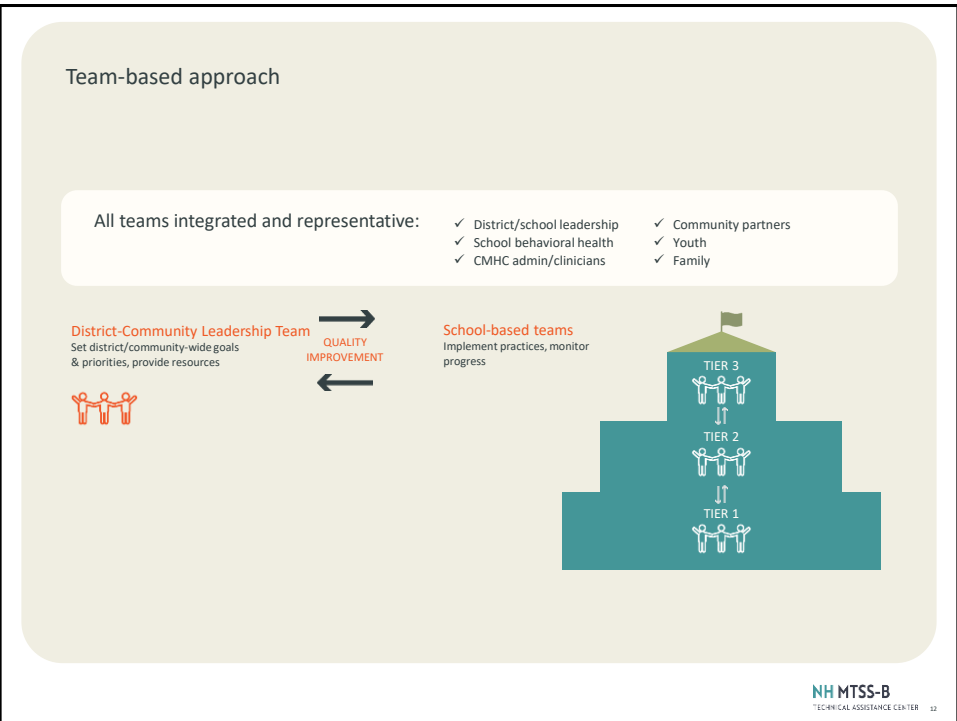 Team-based approach
All teams integrated and representative:
✓ District/school leadership
✓ School behavioral health
✓ CMHC admin/clinicians
✓ Community partners
✓ Youth
✓ Family
District-Community Leadership Team
Set district/community-wide goals
& priorities, provide resources
QUALITY
IMPROVEMENT
School-based teams
Implement practices, monitor
progress
TIER 3
TIER 2
TIER 1
NH MTSS-B
TECHNICAL ASSISTANCE CENTER
12